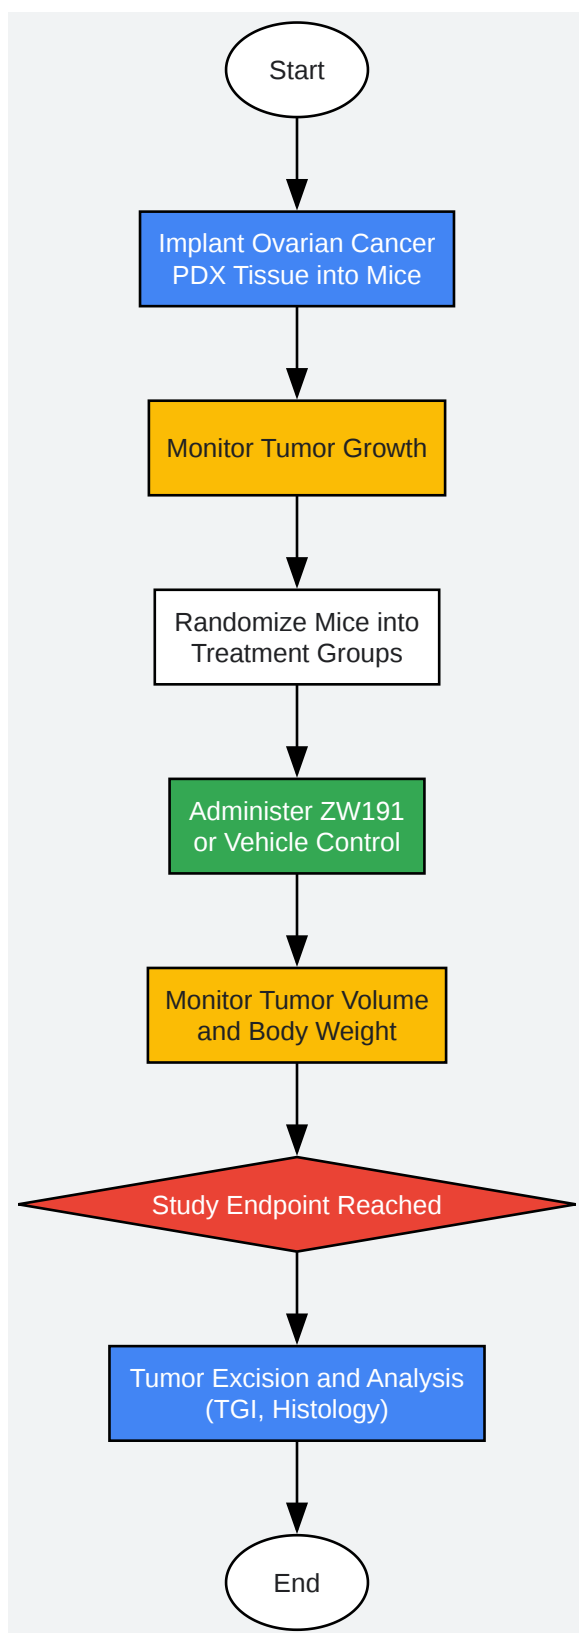 Start
Implant Ovarian Cancer
PDX Tissue into Mice
Monitor Tumor Growth
Randomize Mice into
Treatment Groups
Administer ZW191
or Vehicle Control
Monitor Tumor Volume
and Body Weight
Study Endpoint Reached
Tumor Excision and Analysis
(TGI, Histology)
End